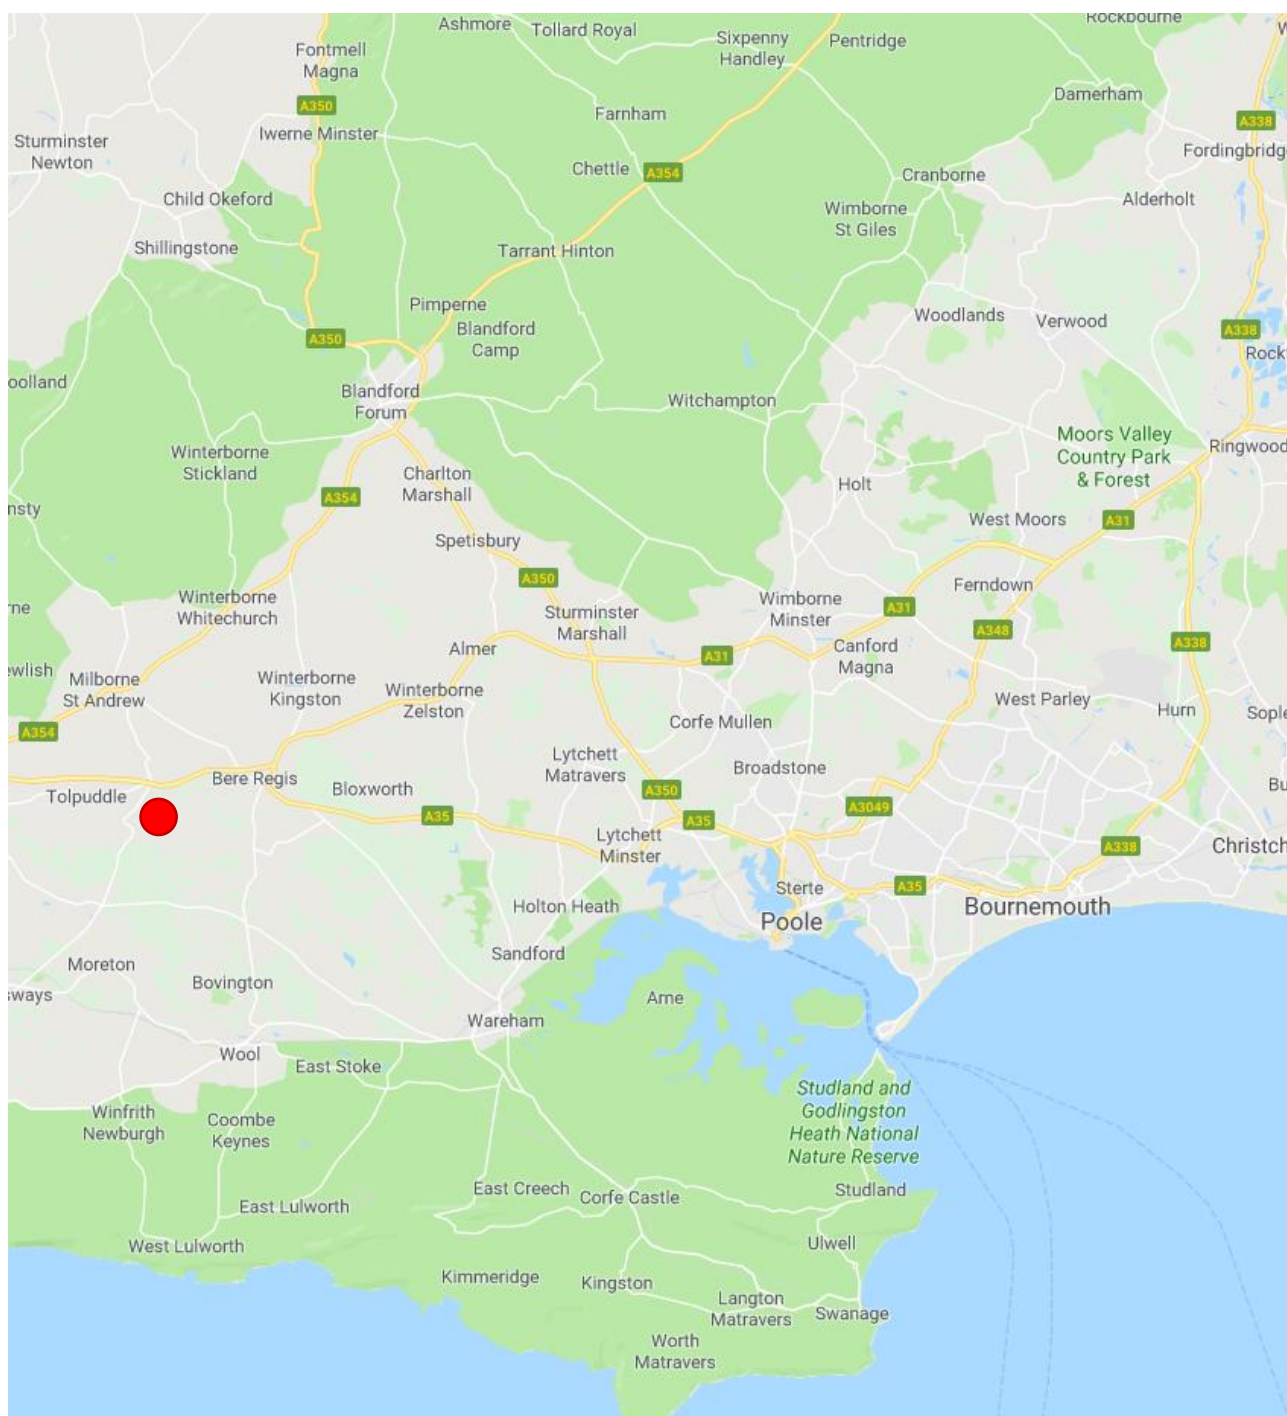 Rockbourne
Ashmore
Tollard Royal
Sixpenny
Handley
Pentridge
Fontmell
Magna
Damerham
A350
Farnham
A338
Iwerne Minster
Sturminster
Newton
Fordingbridg
Chettle
A354
Cranborne
Child Okeford
Alderholt
Wimborne
St Giles
Shillingstone
Tarrant Hinton
Pimperne
Woodlands
Verwood
Blandford
Camp
A350
A338
Rock
oolland
Blandford
Forum
Witchampton
Moors Valley
Country Park
& Forest
Ringwood
Winterborne
Stickland
Charlton
Marshall
Holt
A354
nsty
West Moors
A31
Spetisbury
A350
Ferndown
Winterborne
Whitechurch
rne
Sturminster
Marshall
Wimborne
Minster
A31
A348
A338
Almer
A31
Canford
Magna
ewlish
Milborne
St Andrew
Winterborne
Kingston
Winterborne
Zelston
West Parley
Hurn
Sople
Corfe Mullen
A354
Lytchett
Matravers
Broadstone
Bere Regis
Bloxworth
A350
Bu
Tolpuddle
A3049
A35
A35
Lytchett
Minster
A338
Christch
Sterte
A35
Holton Heath
Poole
Bournemouth
Sandford
Moreton
Bovington
sways
Arne
Wareham
Wool
East Stoke
Studland and
Godlingston
Heath National
Nature Reserve
Winfrith
Newburgh
Coombe
Keynes
East Creech
Corfe Castle
Studland
East Lulworth
West Lulworth
Ulwell
Kimmeridge
Kingston
Langton
Matravers
Swanage
Worth
Matravers